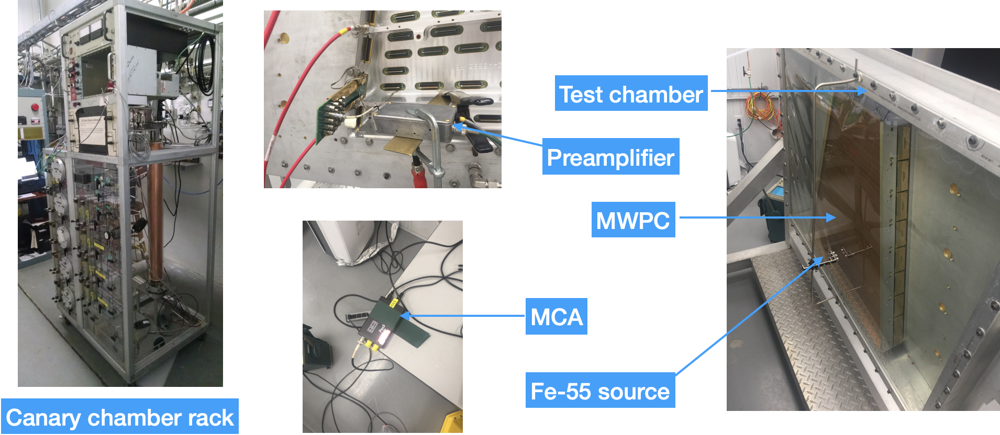 Test chamber
Preamplifier
MWPC
MCA
Fe-55 source
Canary chamber rack